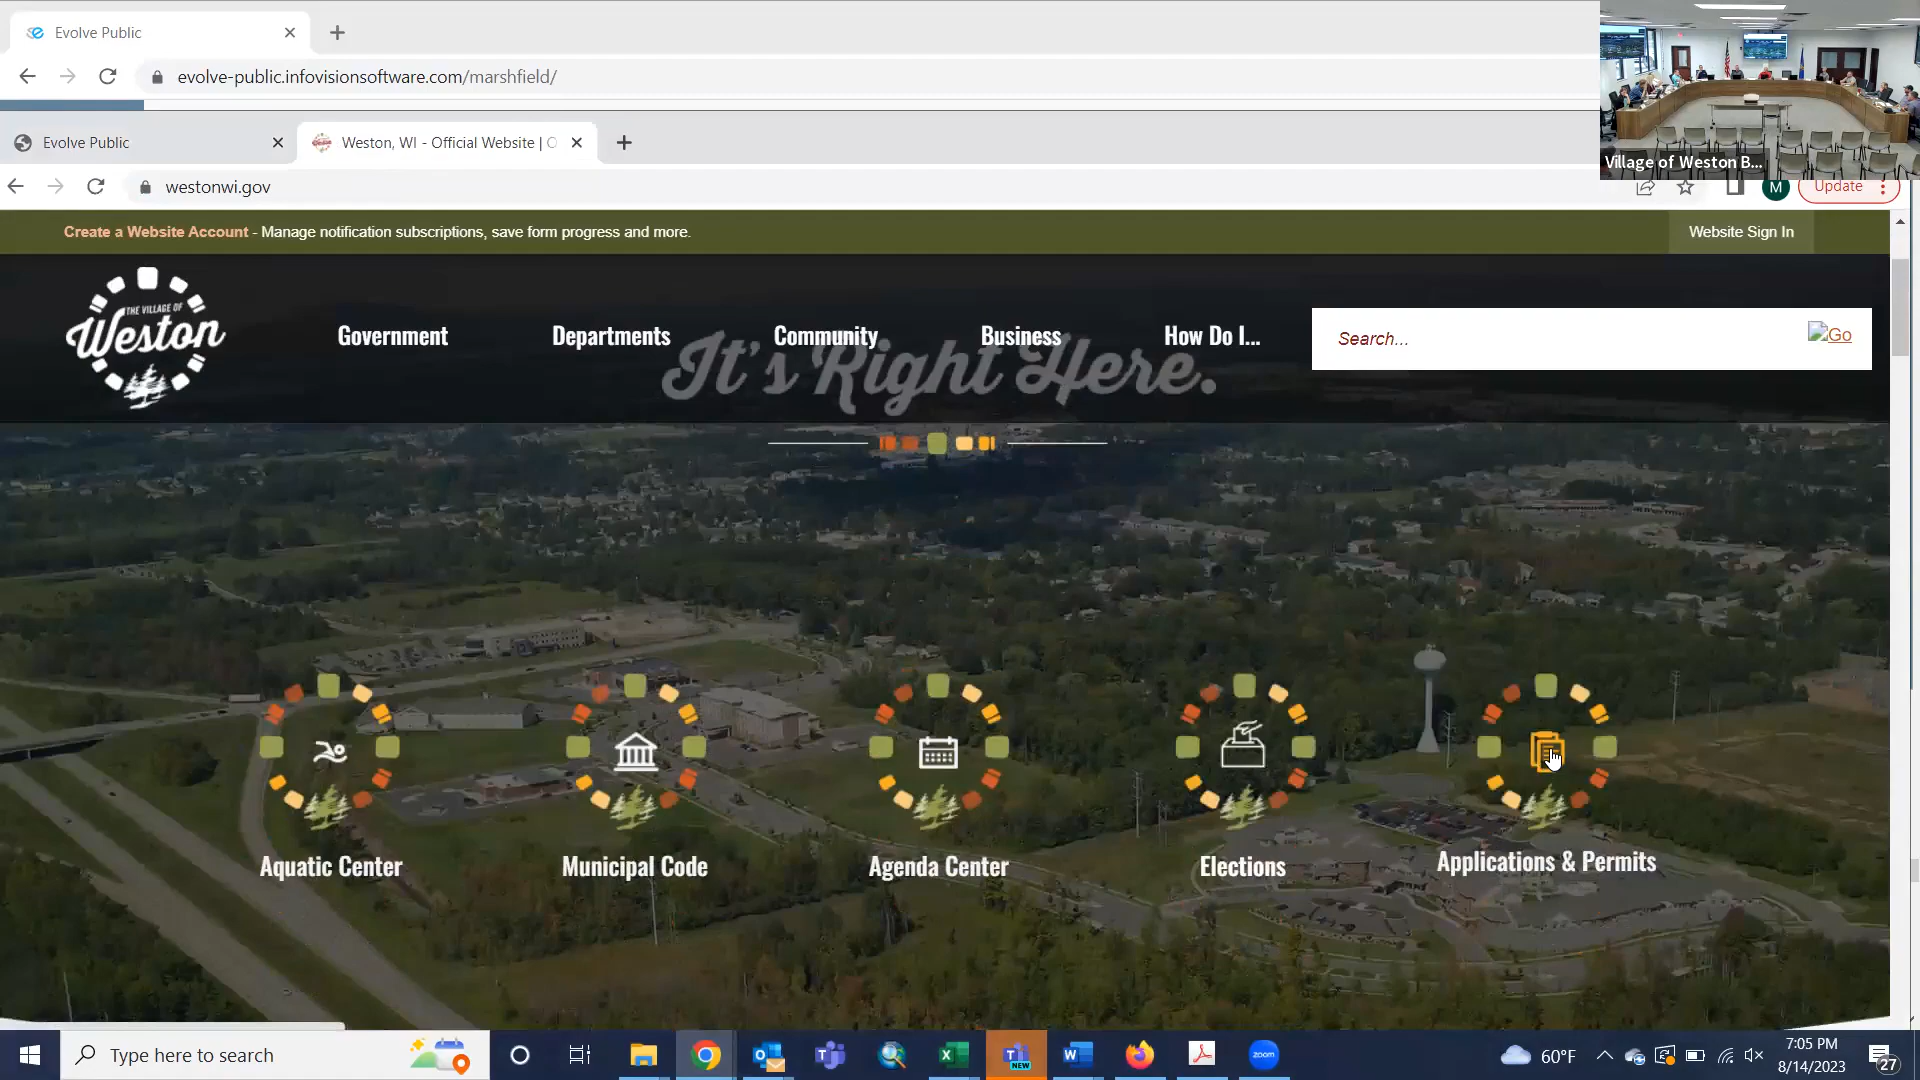 Evolve Public
evolve-public.infovisionsoftware.com/marshfield/
Village of Weston B...
Evolve Public
Weston, WI - Official Website | O
westonwi.gov
M
Update
Create a Website Account - Manage notification subscriptions, save form progress and more.
Website Sign In
THE VILLAGE OF
Weston
Government
Departments
Community
Business
How Do I...
Search...
Go
It's Right Here.
Aquatic Center
Municipal Code
Agenda Center
Elections
Applications & Permits
Type here to search
NEW
zoom
60°F
7:05 PM
8/14/2023
27